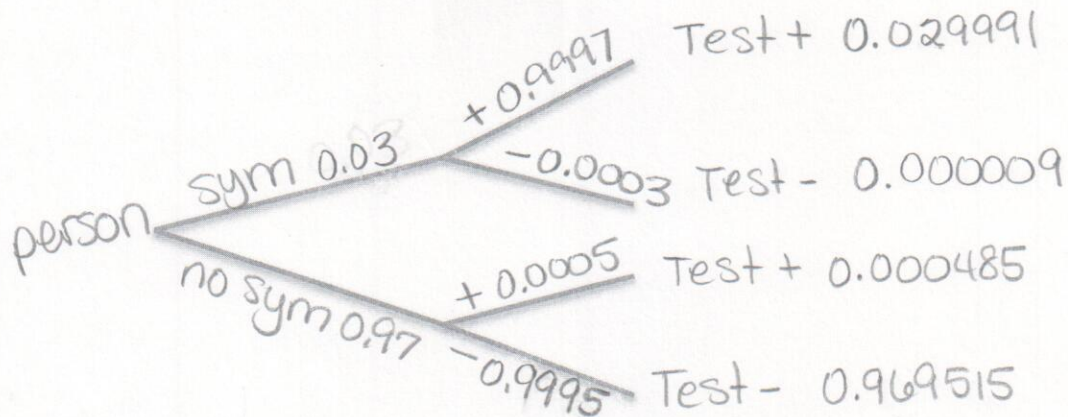 Test + 0.029991
+ 0.9997
sym 0.03
-0.0003
Test - 0.000009
person
no sym 0.97
+ 0.0005
Test + 0.000485
-0.9995
Test - 0.969515